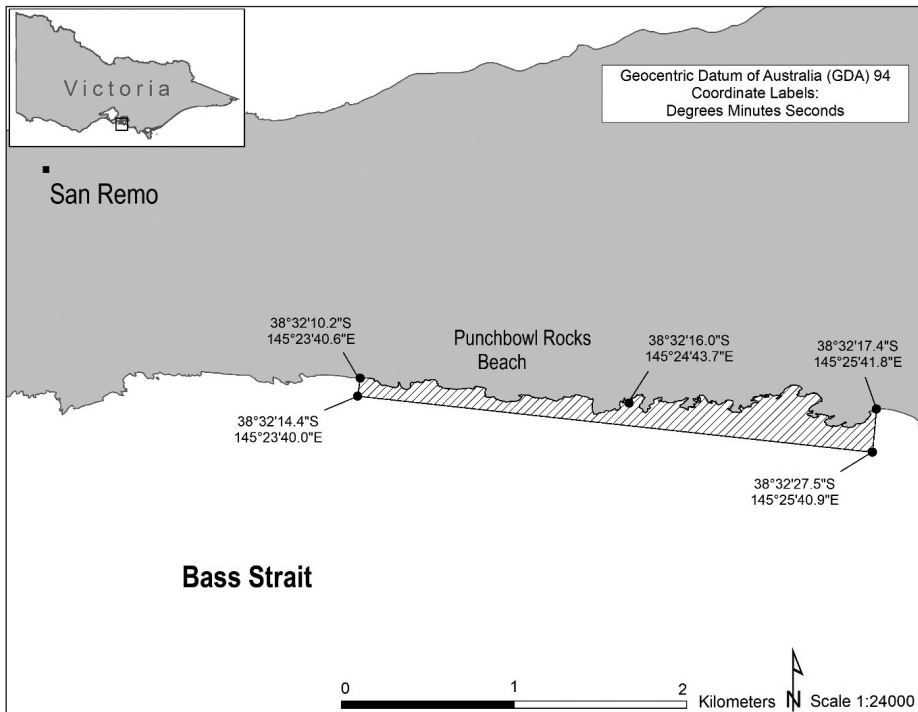 Victoria
Geocentric Datum of Australia (GDA) 94
Coordinate Labels:
Degrees Minutes Seconds
San Remo
38°32'10.2"S
145°23'40.6"E
Punchbowl Rocks
Beach
38°32'16.0"S
145°24'43.7"E
38°32'17.4"S
145°25'41.8"E
38°32'14.4"S
145°23'40.0"E
38°32'27.5"S
145°25'40.9"E
Bass Strait
0 1 2
Kilometers N Scale 1:24000